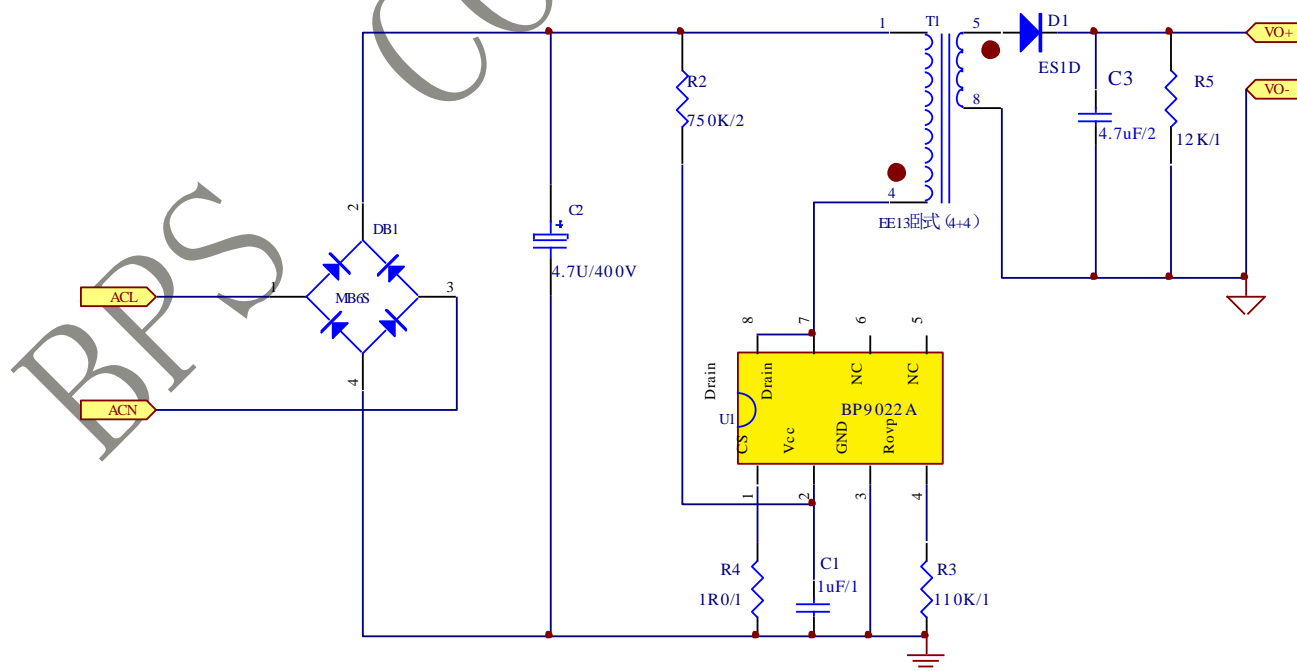 1
T1
5
D1
VO+
ES1D
C3
R5
VO-
R2
750K/2
8
4.7uF/2
12K/1
4
EE13卧式 (4+4)
2
DB1
C2
+
4.7U/400V
ACL
1
MB6S
3
8
7
6
5
4
ACN
Drain
Drain
NC
NC
U1
BP9022A
CS
Vcc
GND
Rovp
1
2
3
4
R4
1R0/1
C1
1uF/1
R3
110K/1
BPS
CO